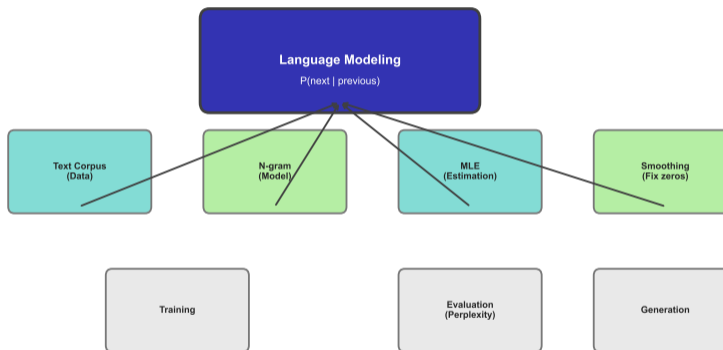 Language Modeling
P(next | previous)
Text Corpus
(Data)
N-gram
(Model)
MLE
(Estimation)
Smoothing
(Fix zeros)
Training
Evaluation
(Perplexity)
Generation